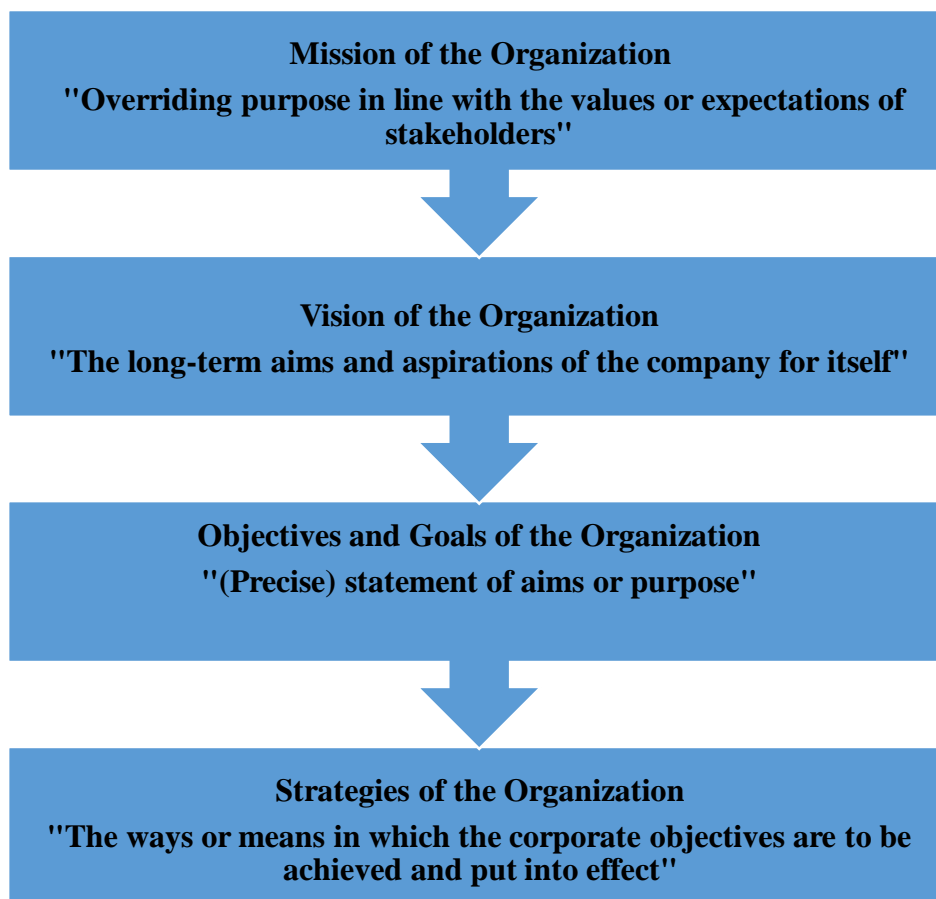 Mission of the Organization
"Overriding purpose in line with the values or expectations of
stakeholders"
Vision of the Organization
"The long-term aims and aspirations of the company for itself"
Objectives and Goals of the Organization
"(Precise) statement of aims or purpose"
Strategies of the Organization
"The ways or means in which the corporate objectives are to be
achieved and put into effect"